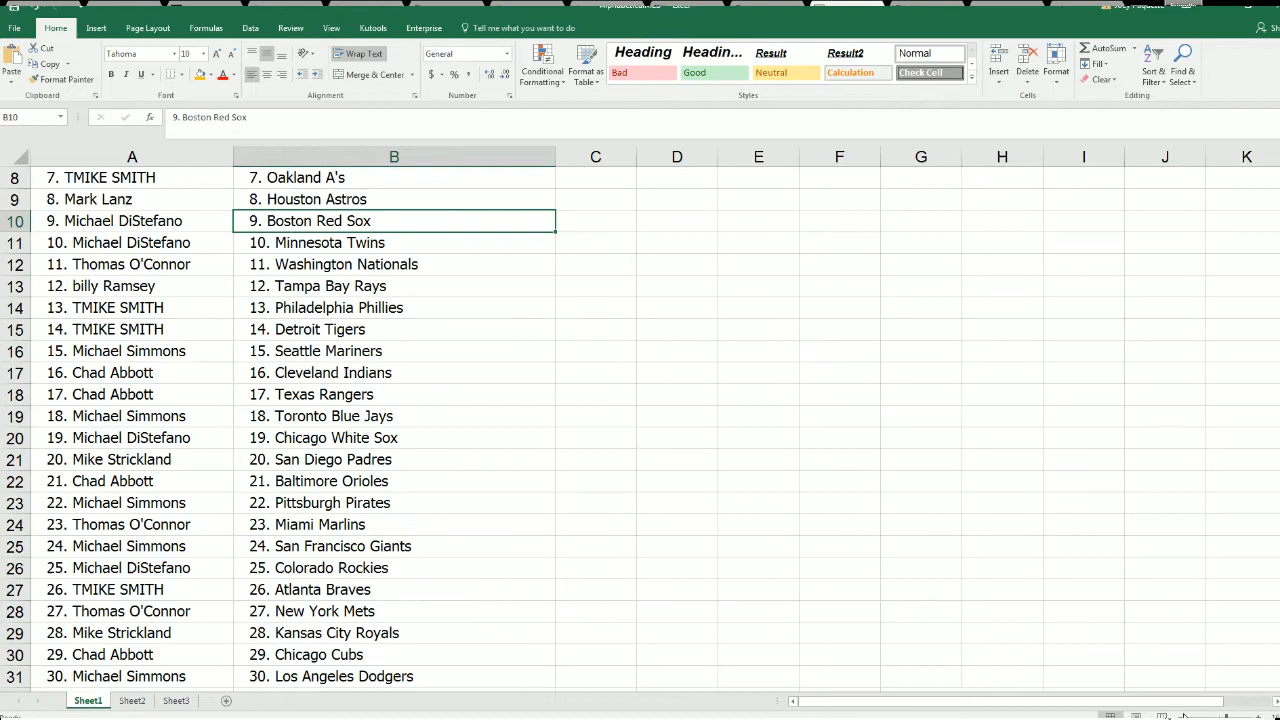 File Home Insert Page Layout Formulas Data Review View Kutools Enterprise Tell me what you want to do
Cut
Copy
Format Painter
Paste
Clipboard
Tahoma 10
B I U
Font
Wrap Text
Merge & Center
Alignment
General
$ % ,
Number
Conditional Formatting
Format as Table
Heading Headin... Result Result2 Normal
Bad Good Neutral Calculation Check Cell
Styles
Insert Delete Format
Cells
AutoSum
Fill
Clear
Sort & Filter
Find & Select
Editing
B10 fx 9. Boston Red Sox
A B C D E F G H I J K
8 7. TMIKE SMITH 7. Oakland A's
9 8. Mark Lanz 8. Houston Astros
10 9. Michael DiStefano 9. Boston Red Sox
11 10. Michael DiStefano 10. Minnesota Twins
12 11. Thomas O'Connor 11. Washington Nationals
13 12. billy Ramsey 12. Tampa Bay Rays
14 13. TMIKE SMITH 13. Philadelphia Phillies
15 14. TMIKE SMITH 14. Detroit Tigers
16 15. Michael Simmons 15. Seattle Mariners
17 16. Chad Abbott 16. Cleveland Indians
18 17. Chad Abbott 17. Texas Rangers
19 18. Michael Simmons 18. Toronto Blue Jays
20 19. Michael DiStefano 19. Chicago White Sox
21 20. Mike Strickland 20. San Diego Padres
22 21. Chad Abbott 21. Baltimore Orioles
23 22. Michael Simmons 22. Pittsburgh Pirates
24 23. Thomas O'Connor 23. Miami Marlins
25 24. Michael Simmons 24. San Francisco Giants
26 25. Michael DiStefano 25. Colorado Rockies
27 26. TMIKE SMITH 26. Atlanta Braves
28 27. Thomas O'Connor 27. New York Mets
29 28. Mike Strickland 28. Kansas City Royals
30 29. Chad Abbott 29. Chicago Cubs
31 30. Michael Simmons 30. Los Angeles Dodgers
Sheet1 Sheet2 Sheet3